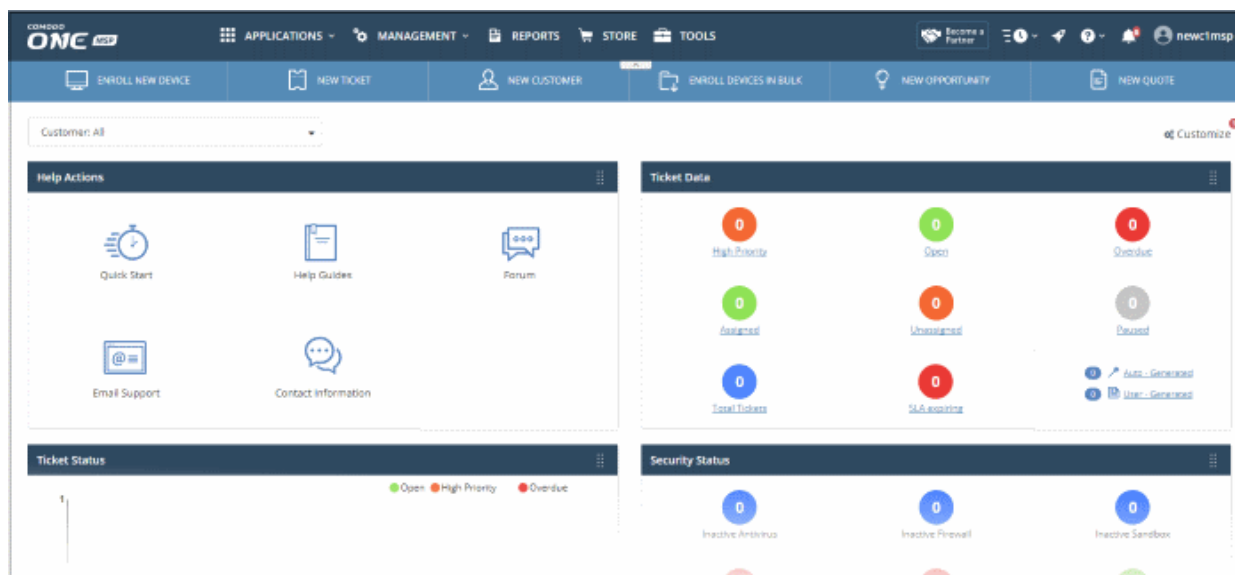 COMODO
ONE MSP
APPLICATIONS
MANAGEMENT
REPORTS
STORE
TOOLS
Become a
Partner
newc1msp
ENROLL NEW DEVICE
NEW TICKET
NEW CUSTOMER
ENROLL DEVICES IN BULK
NEW OPPORTUNITY
NEW QUOTE
Customer: All
Customize
Help Actions
Quick Start
Help Guides
Forum
Email Support
Contact Information
Ticket Data
0
0
0
High Priority
Open
Overdue
0
0
0
Assigned
Unassigned
Paused
0
0
0 Auto - Generated
0 User - Generated
Total Tickets
SLA expiring
Ticket Status
Open High Priority Overdue
1
Security Status
0
0
0
Inactive Antivirus
Inactive Firewall
Inactive Sandbox